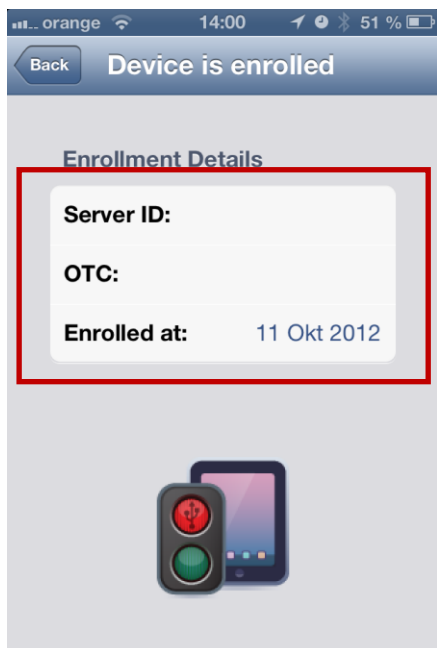 orange 14:00 51 %
Back Device is enrolled
Enrollment Details
Server ID:
OTC:
Enrolled at: 11 Okt 2012